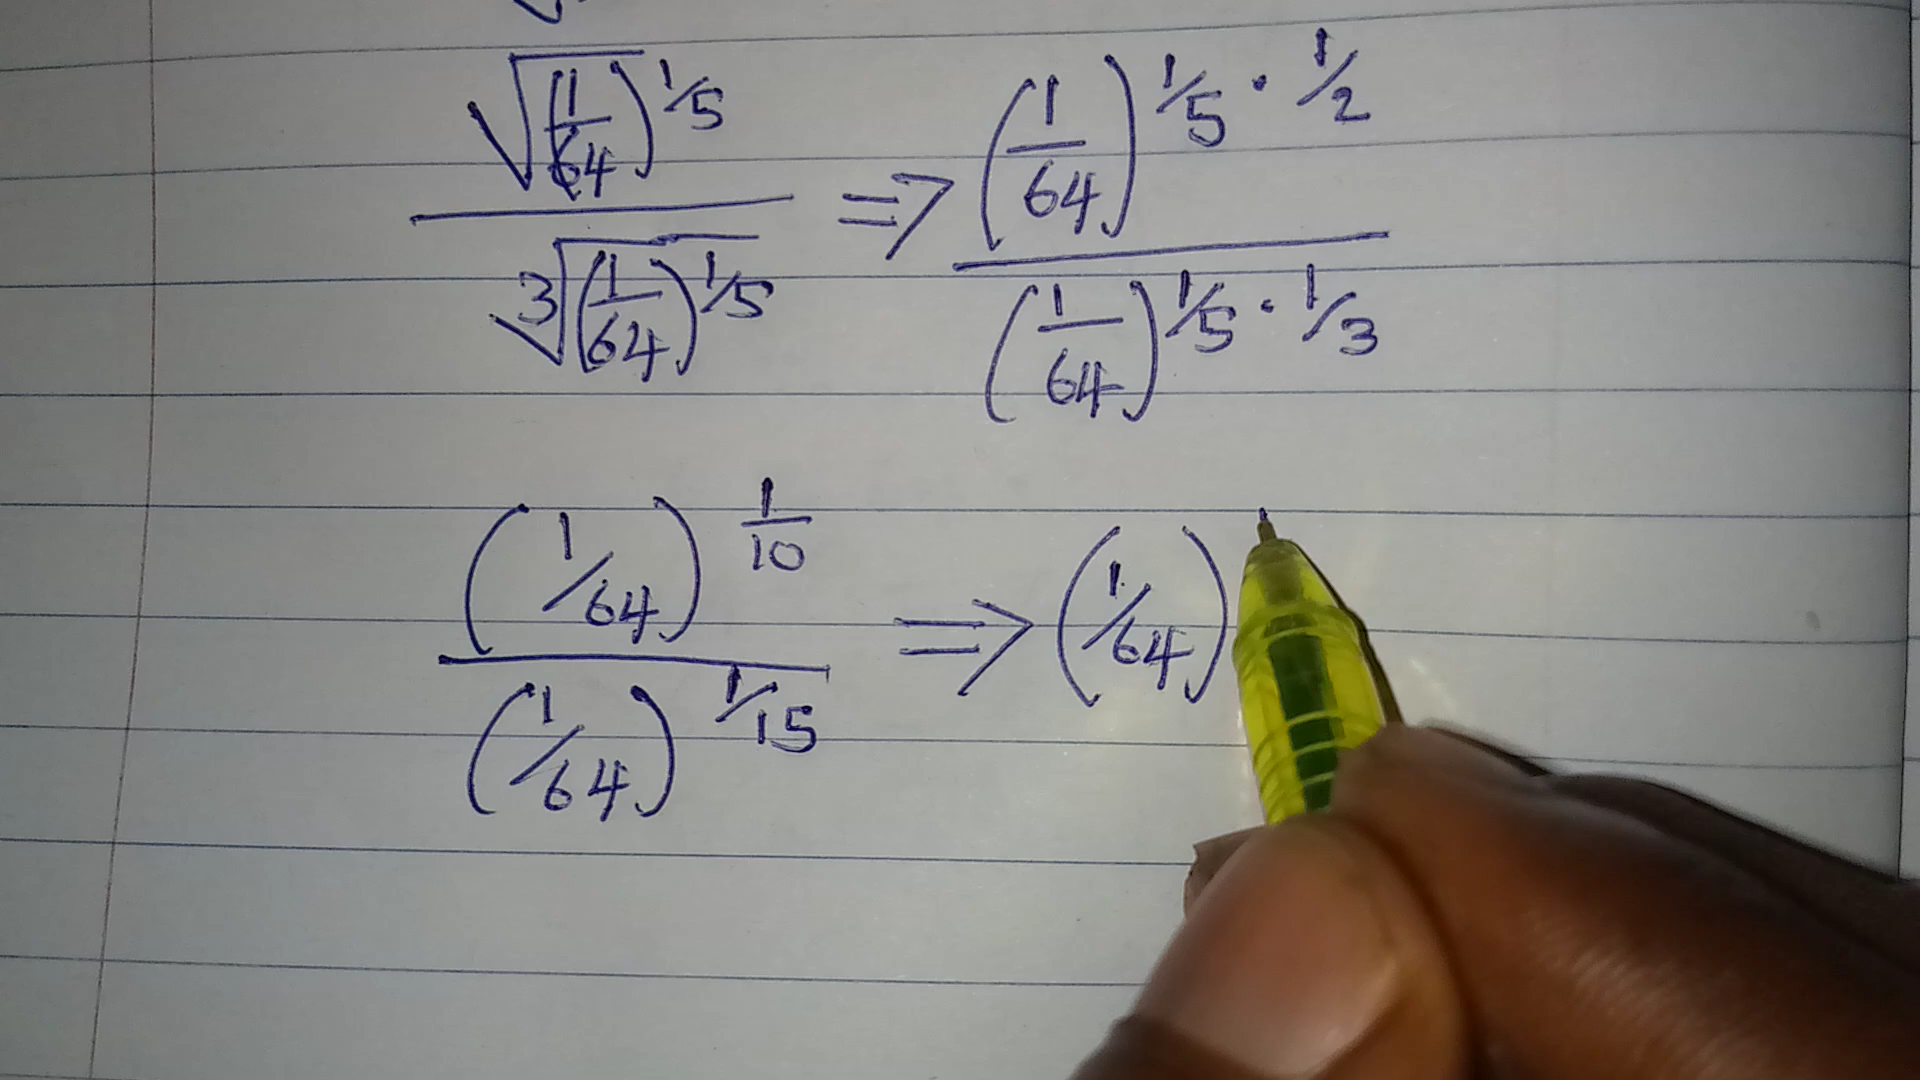 √(1/64)^1/5 / ∛(1/64)^1/5 => (1/64)^1/5 · 1/2 / (1/64)^1/5 · 1/3
(1/64)^1/10 / (1/64)^1/15 => (1/64)